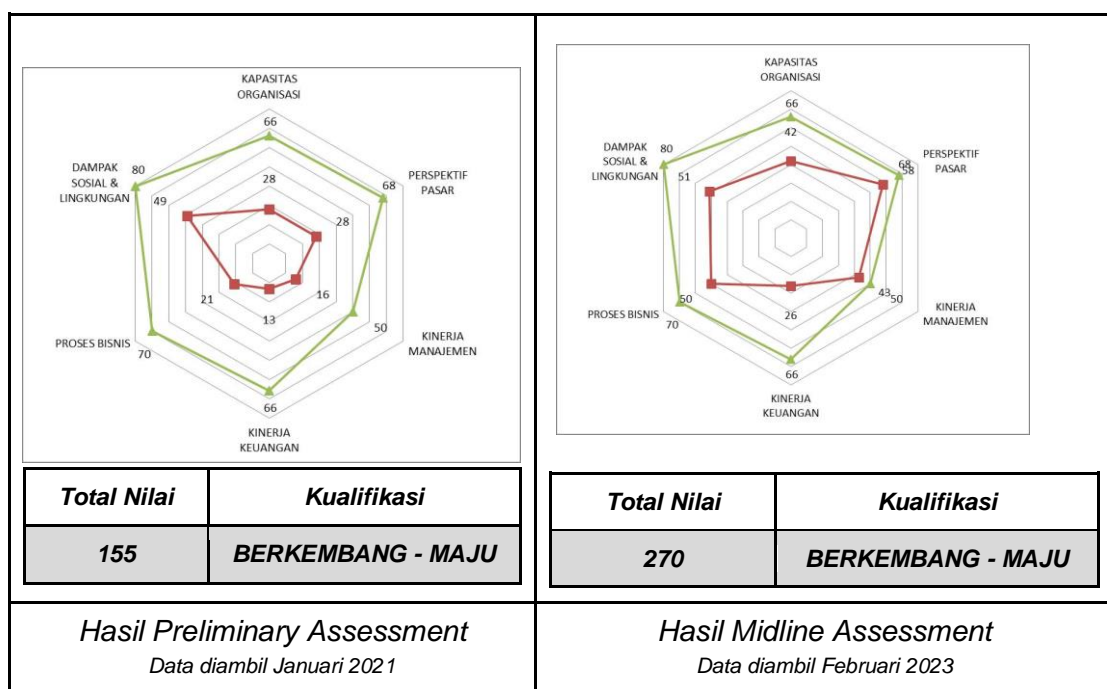 KAPASITAS
ORGANISASI
66
28
DAMPAK
SOSIAL &
LINGKUNGAN
80
49
68
PERSPEKTIF
PASAR
28
21
16
13
50
PROSES BISNIS
70
KINERJA
MANAJEMEN
66
KINERJA
KEUANGAN
Total Nilai
Kualifikasi
155
BERKEMBANG - MAJU
Hasil Preliminary Assessment
Data diambil Januari 2021
KAPASITAS
ORGANISASI
66
42
DAMPAK
SOSIAL &
LINGKUNGAN
80
51
68
58
PERSPEKTIF
PASAR
43
50
KINERJA
MANAJEMEN
50
PROSES BISNIS
70
26
66
KINERJA
KEUANGAN
Total Nilai
Kualifikasi
270
BERKEMBANG - MAJU
Hasil Midline Assessment
Data diambil Februari 2023